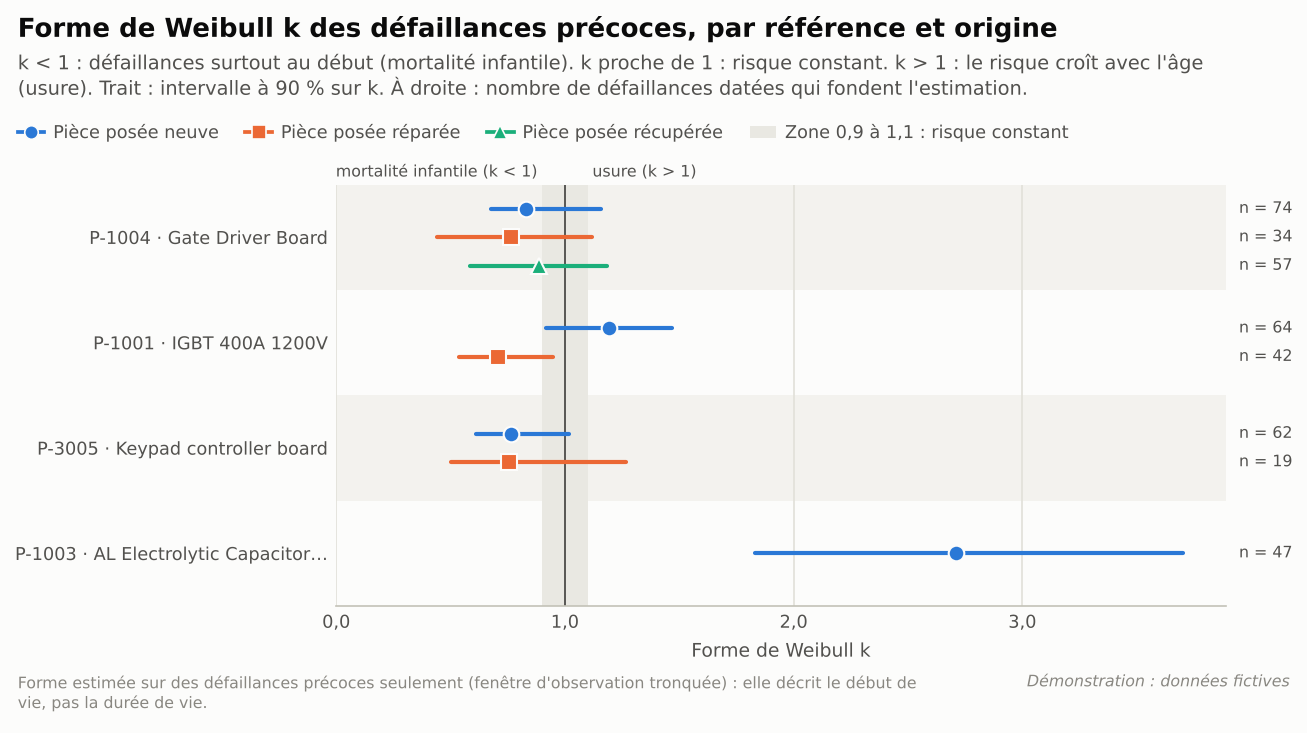 Forme de Weibull k des défaillances précoces, par référence et origine
k < 1 : défaillances surtout au début (mortalité infantile). k proche de 1 : risque constant. k > 1 : le risque croît avec l'âge
(usure). Trait : intervalle à 90 % sur k. À droite : nombre de défaillances datées qui fondent l'estimation.
Pièce posée neuve Pièce posée réparée Pièce posée récupérée Zone 0,9 à 1,1 : risque constant
mortalité infantile (k < 1) usure (k > 1)
n = 74
P-1004 · Gate Driver Board n = 34
n = 57
n = 64
P-1001 · IGBT 400A 1200V
n = 42
n = 62
P-3005 · Keypad controller board
n = 19
P-1003 · AL Electrolytic Capacitor… n = 47
0,0 1,0 2,0 3,0
Forme de Weibull k
Forme estimée sur des défaillances précoces seulement (fenêtre d'observation tronquée) : elle décrit le début de
vie, pas la durée de vie.
Démonstration : données fictives